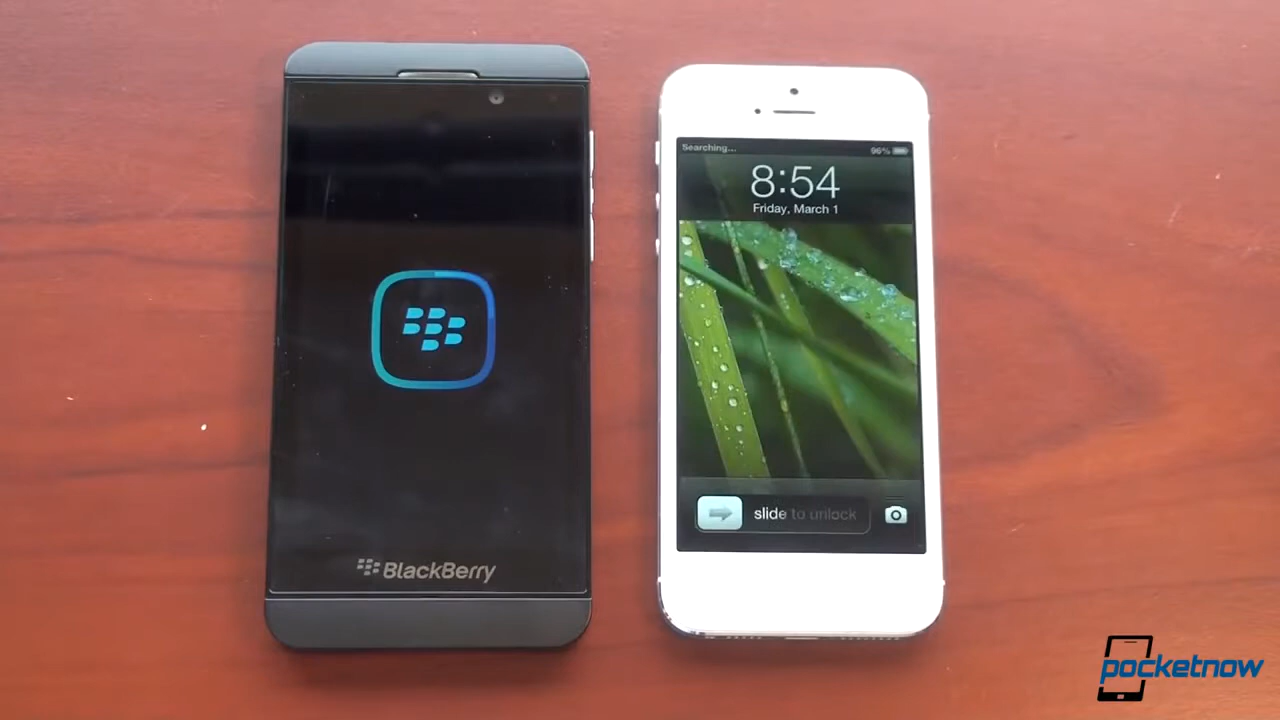 BlackBerry
Searching...
96%
8:54
Friday, March 1
slide to unlock
pocketnow